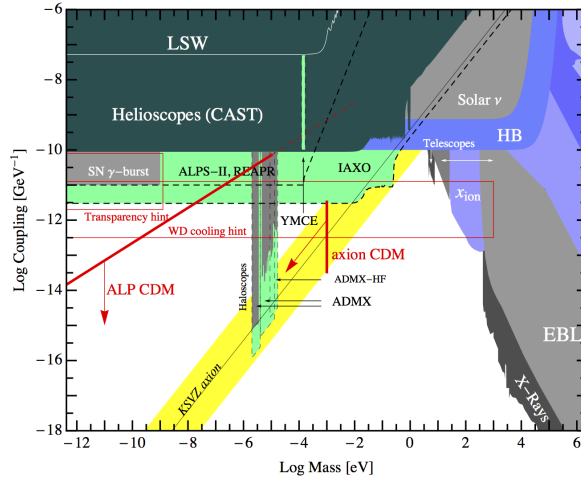 -6
-8
-10
-12
-14
-16
-18
Log Coupling [GeV⁻¹]
LSW
Helioscopes (CAST)
Solar ν
HB
Telescopes
SN γ-burst
ALPS-II, REAPR
IAXO
Transparency hint
WD cooling hint
YMCE
x_ion
axion CDM
ALP CDM
Haloscopes
ADMX-HF
ADMX
EBL
X-Rays
KSVZ axion
-12
-10
-8
-6
-4
-2
0
2
4
6
Log Mass [eV]